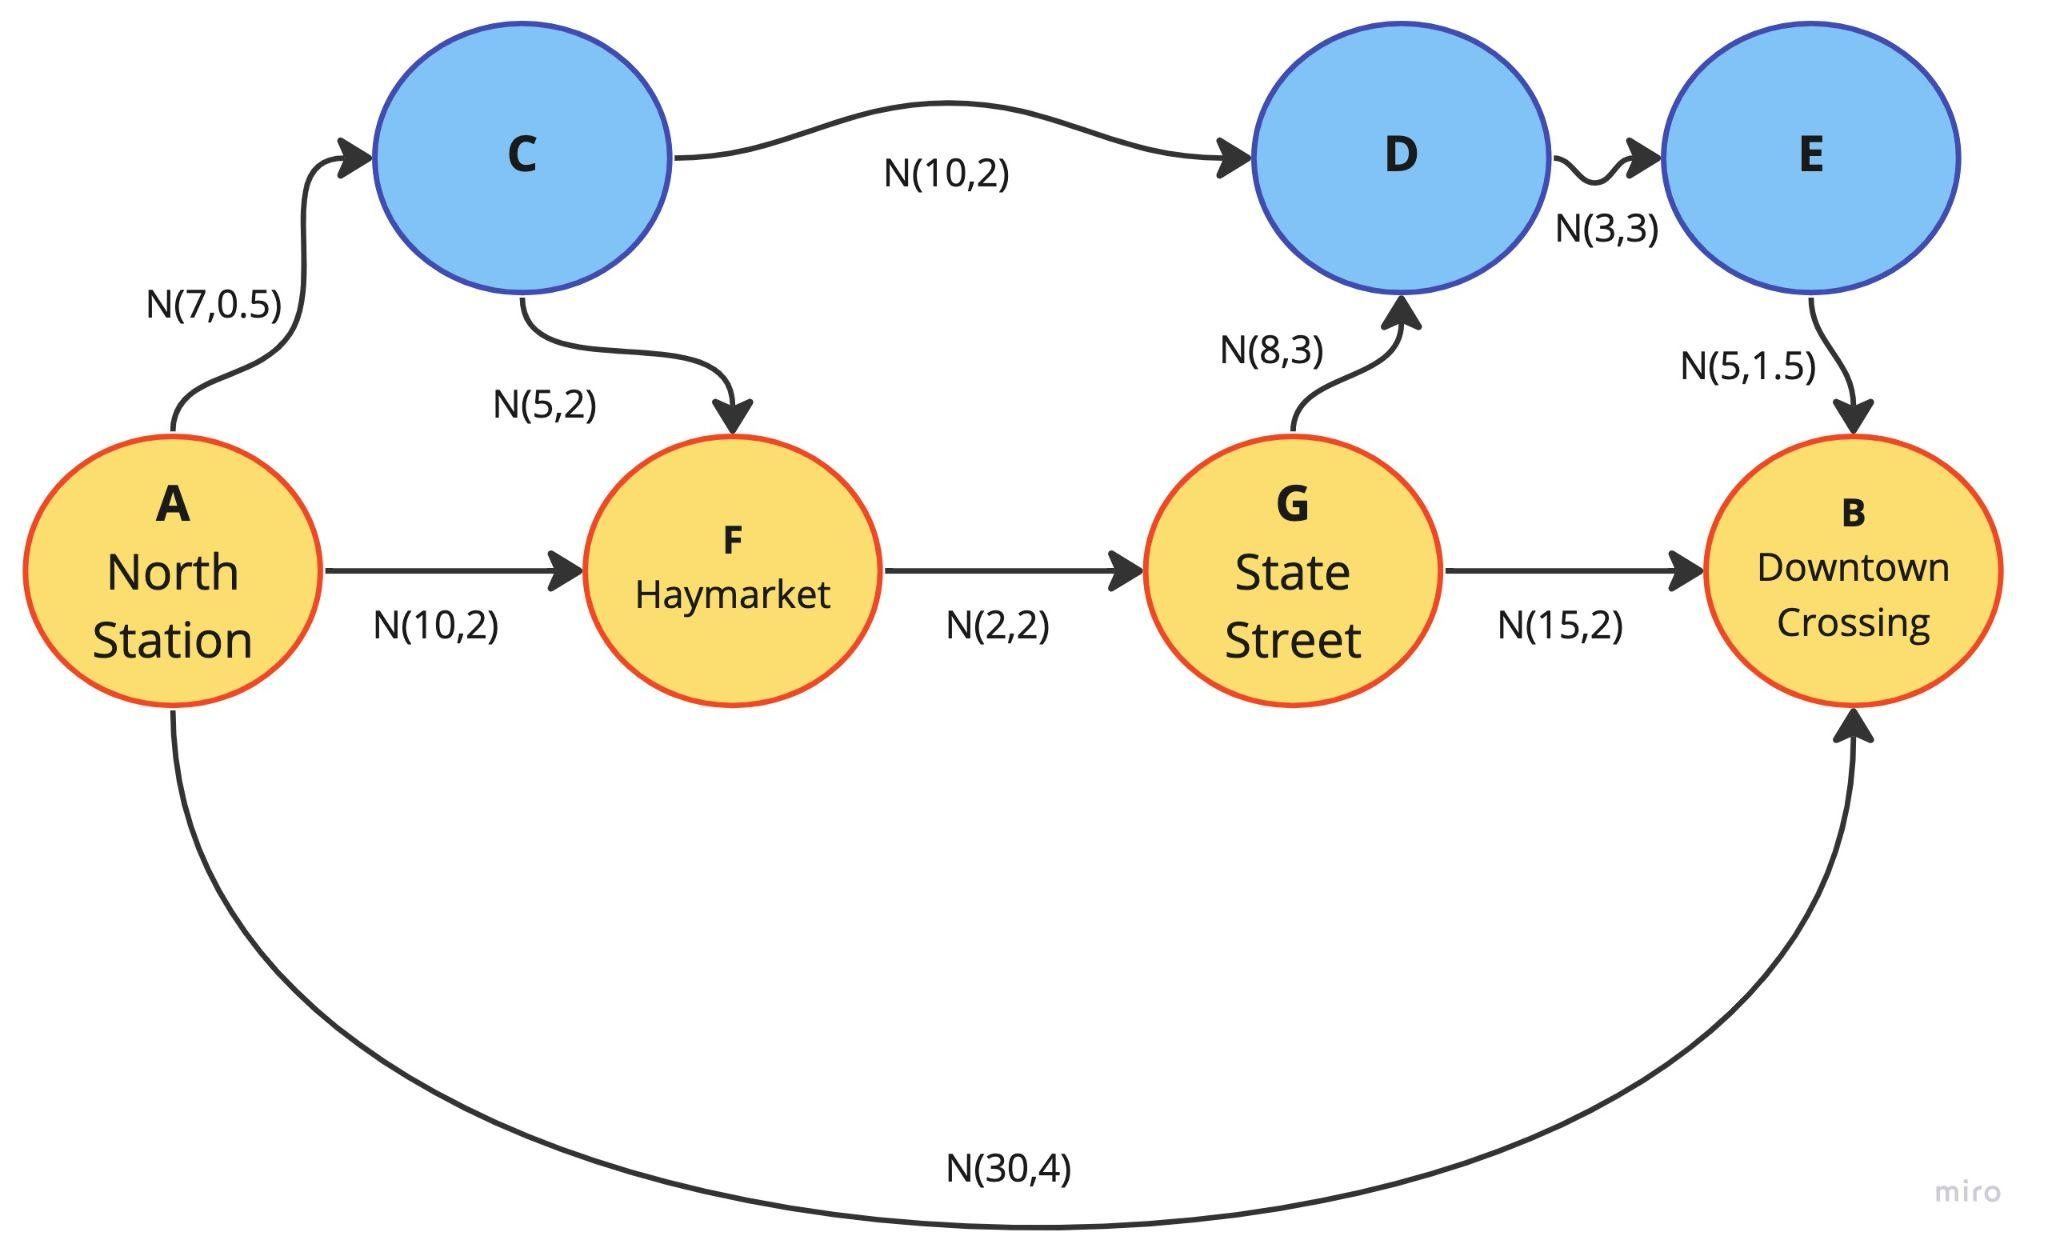 C
D
E
N(10,2)
N(3,3)
N(7,0.5)
N(5,2)
N(8,3)
N(5,1.5)
A
North
Station
F
Haymarket
G
State
Street
B
Downtown
Crossing
N(10,2)
N(2,2)
N(15,2)
N(30,4)
miro